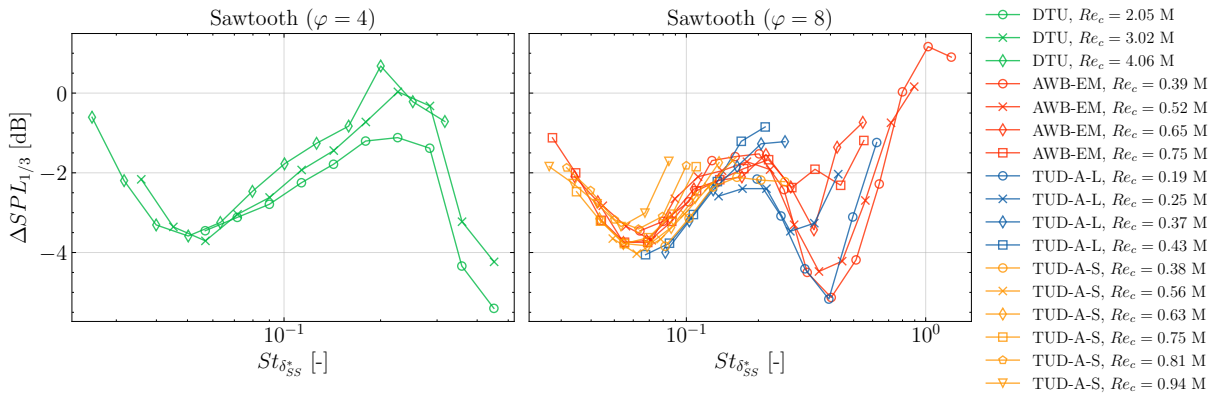 Sawtooth (φ = 4)
Sawtooth (φ = 8)
ΔSPL₁/₃ [dB]
0
−2
−4
10⁻¹
10⁻¹
10⁰
St_δ*SS [-]
St_δ*SS [-]
DTU, Re_c = 2.05 M
DTU, Re_c = 3.02 M
DTU, Re_c = 4.06 M
AWB-EM, Re_c = 0.39 M
AWB-EM, Re_c = 0.52 M
AWB-EM, Re_c = 0.65 M
AWB-EM, Re_c = 0.75 M
TUD-A-L, Re_c = 0.19 M
TUD-A-L, Re_c = 0.25 M
TUD-A-L, Re_c = 0.37 M
TUD-A-L, Re_c = 0.43 M
TUD-A-S, Re_c = 0.38 M
TUD-A-S, Re_c = 0.56 M
TUD-A-S, Re_c = 0.63 M
TUD-A-S, Re_c = 0.75 M
TUD-A-S, Re_c = 0.81 M
TUD-A-S, Re_c = 0.94 M